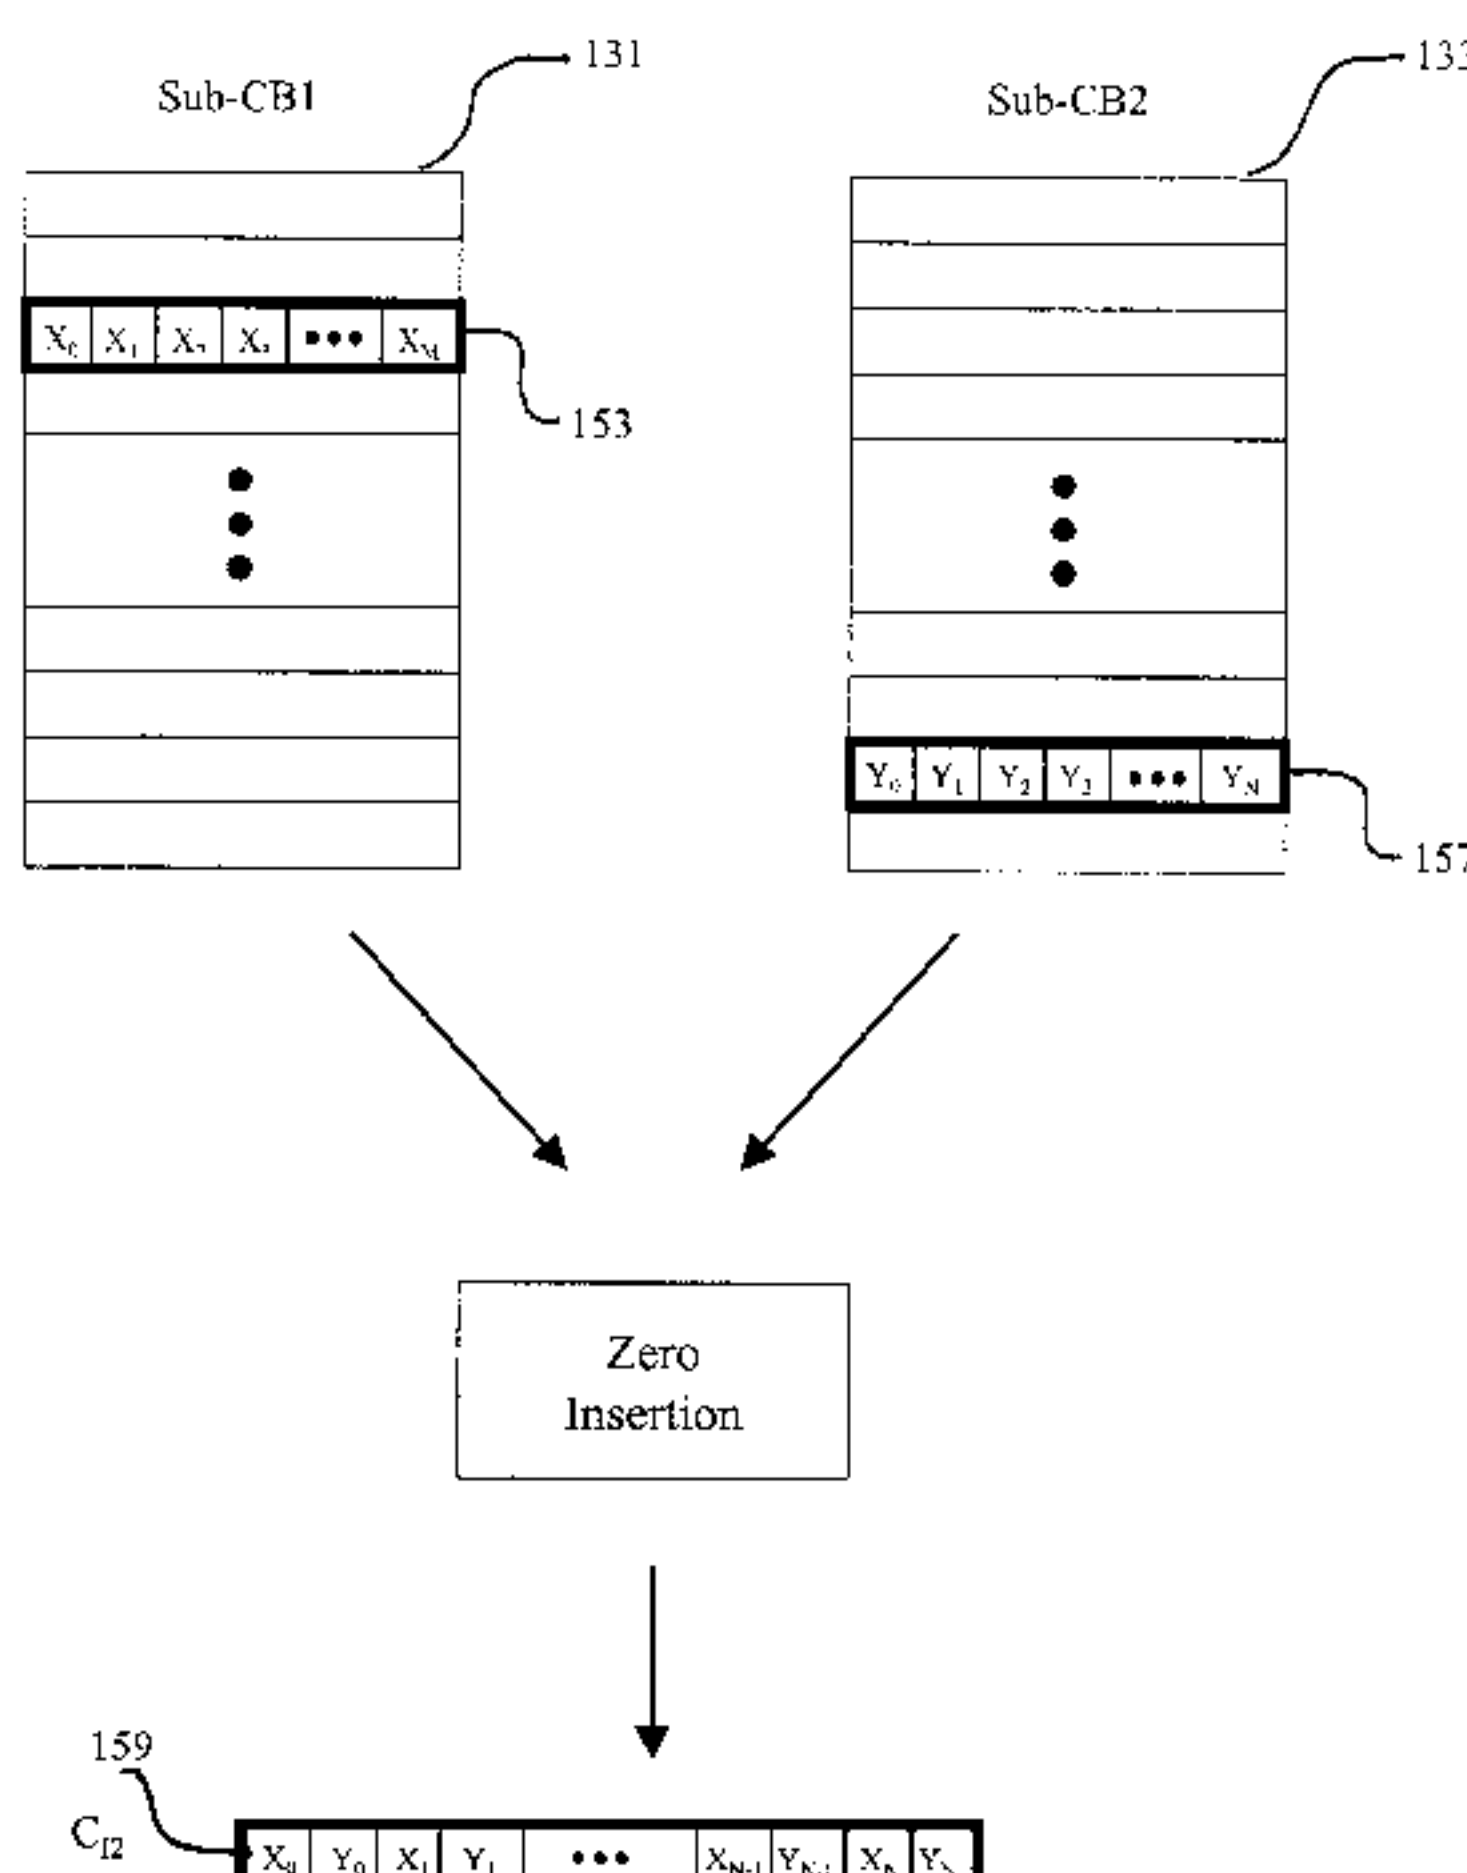 131
Sub-CB1
133
Sub-CB2
X0 X1 X2 X3 ••• XN
153
Y0 Y1 Y2 Y3 ••• YN
157
Zero
Insertion
159
CI2
X0 Y0 X1 Y1 ••• XN-1 YN-1 XN YN